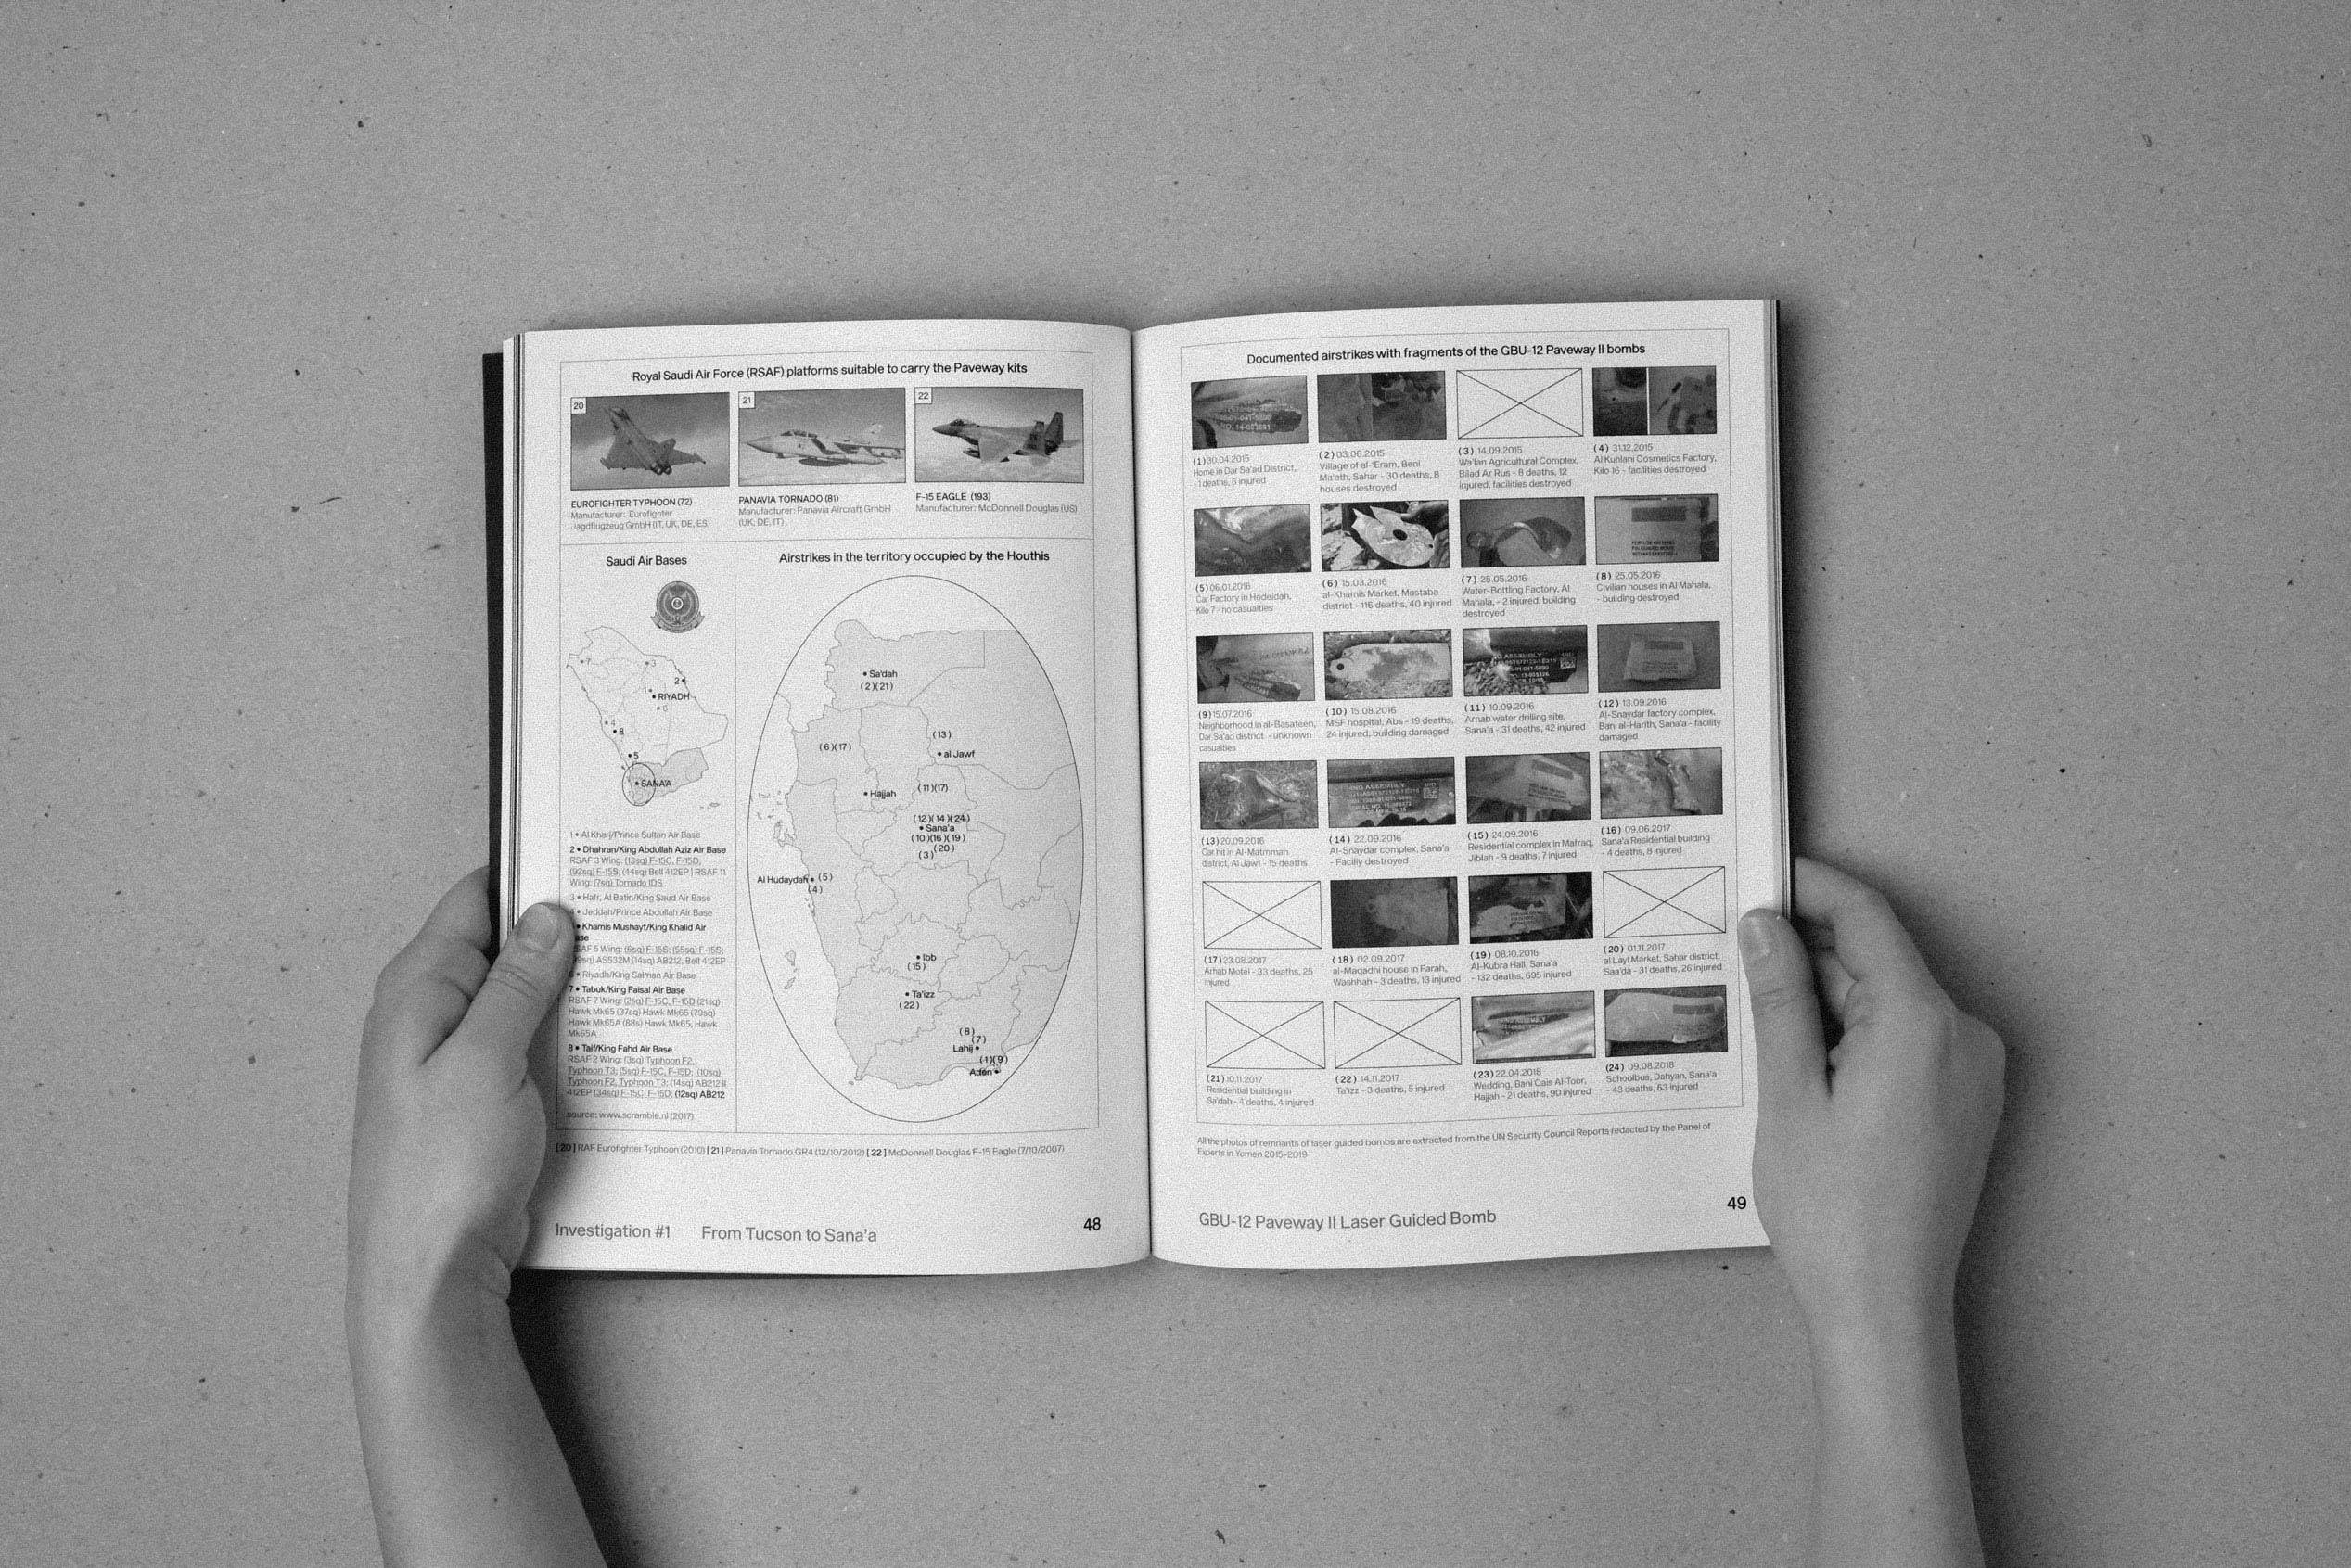 Royal Saudi Air Force (RSAF) platforms suitable to carry the Paveway kits
20
21
22
EUROFIGHTER TYPHOON (72)
Manufacturer: Eurofighter
Jagdflugzeug GmbH (IT, UK, DE, ES)
PANAVIA TORNADO (81)
Manufacturer: Panavia Aircraft GmbH
(UK, DE, IT)
F-15 EAGLE (193)
Manufacturer: McDonnell Douglas (US)
Saudi Air Bases
7
3
2
1
RIYADH
6
4
8
5
SANA'A
1 • Al Kharj/Prince Sultan Air Base
2 • Dhahran/King Abdullah Aziz Air Base
RSAF 3 Wing: (13sq) F-15C, F-15D;
(92sq) F-15S; (44sq) Bell 412EP | RSAF 11
Wing: (7sq) Tornado IDS
3 • Hafr, Al Batin/King Saud Air Base
• Jeddah/Prince Abdullah Air Base
• Khamis Mushayt/King Khalid Air
ase
SAF 5 Wing: (6sq) F-15S; (55sq) F-15S;
9sq) AS532M (14sq) AB212, Bell 412EP
• Riyadh/King Salman Air Base
7 • Tabuk/King Faisal Air Base
RSAF 7 Wing: (2sq) F-15C, F-15D (21sq)
Hawk Mk65 (37sq) Hawk Mk65 (79sq)
Hawk Mk65A (88s) Hawk Mk65, Hawk
Mk65A
8 • Taif/King Fahd Air Base
RSAF 2 Wing: (3sq) Typhoon F2,
Typhoon T3; (5sq) F-15C, F-15D; (10sq)
Typhoon F2, Typhoon T3; (14sq) AB212
412EP (34sq) F-15C, F-15D; (12sq) AB212
source: www.scramble.nl (2017)
Airstrikes in the territory occupied by the Houthis
Sa'dah
(2)(21)
(6)(17)
(13)
al Jawf
Hajjah
(11)(17)
(12)(14)(24)
Sana'a
(10)(16)(19)
(20)
(3)
Al Hudaydah
(5)
(4)
Ibb
(15)
Ta'izz
(22)
(8)
(7)
Lahij
(1)(9)
Aden
[20] RAF Eurofighter Typhoon (2010) [21] Panavia Tornado GR4 (12/10/2012) [22] McDonnell Douglas F-15 Eagle (7/10/2007)
Investigation #1 From Tucson to Sana'a 48
Documented airstrikes with fragments of the GBU-12 Paveway II bombs
(1) 30.04.2015
Home in Dar Sa'ad District,
- 1 deaths, 6 injured
(2) 03.06.2015
Village of al-'Eram, Beni
Ma'ath, Sahar - 30 deaths, 8
houses destroyed
(3) 14.09.2015
Wa'lan Agricultural Complex,
Bilad Ar Rus - 8 deaths, 12
injured, facilities destroyed
(4) 31.12.2015
Al Kuhlani Cosmetics Factory,
Kilo 16 - facilities destroyed
(5) 06.01.2016
Car Factory in Hodeidah,
Kilo 7 - no casualties
(6) 15.03.2016
al-Khamis Market, Mastaba
district - 116 deaths, 40 injured
(7) 25.05.2016
Water-Bottling Factory, Al
Mahala, - 2 injured, building
destroyed
(8) 25.05.2016
Civilian houses in Al Mahala,
- building destroyed
(9) 15.07.2016
Neighborhood in al-Basateen,
Dar Sa'ad district - unknown
casualties
(10) 15.08.2016
MSF hospital, Abs - 19 deaths,
24 injured, building damaged
(11) 10.09.2016
Arhab water drilling site,
Sana'a - 31 deaths, 42 injured
(12) 13.09.2016
Al-Snaydar factory complex,
Bani al-Harith, Sana'a - facility
damaged
(13) 20.09.2016
Car hit in Al-Matmmah
district, Al Jawf - 15 deaths
(14) 22.09.2016
Al-Snaydar complex, Sana'a
- Faciliy destroyed
(15) 24.09.2016
Residential complex in Mafraq,
Jiblah - 9 deaths, 7 injured
(16) 09.06.2017
Sana'a Residential building
- 4 deaths, 8 injured
(17) 23.08.2017
Arhab Motel - 33 deaths, 25
injured
(18) 02.09.2017
al-Maqadhi house in Farah,
Washhah - 3 deaths, 13 injured
(19) 08.10.2016
Al-Kubra Hall, Sana'a
- 132 deaths, 695 injured
(20) 01.11.2017
al Layl Market, Sahar district,
Saa'da - 31 deaths, 26 injured
(21) 10.11.2017
Residential building in
Sa'dah - 4 deaths, 4 injured
(22) 14.11.2017
Ta'izz - 3 deaths, 5 injured
(23) 22.04.2018
Wedding, Bani Qais Al-Toor,
Hajjah - 21 deaths, 90 injured
(24) 09.08.2018
Schoolbus, Dahyan, Sana'a
- 43 deaths, 63 injured
All the photos of remnants of laser guided bombs are extracted from the UN Security Council Reports redacted by the Panel of
Experts in Yemen 2015-2019
GBU-12 Paveway II Laser Guided Bomb 49